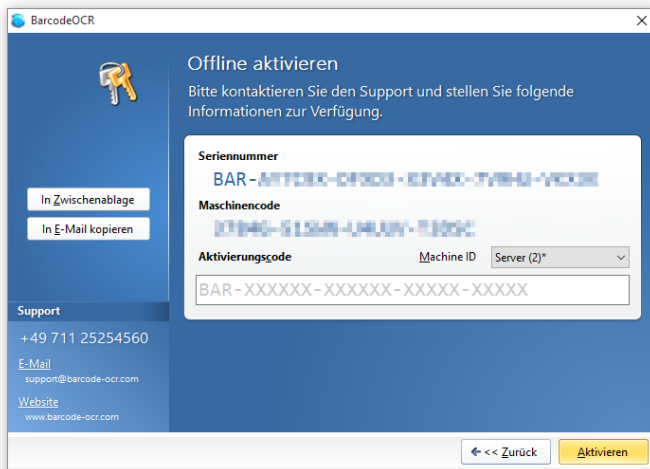 BarcodeOCR
Offline aktivieren
Bitte kontaktieren Sie den Support und stellen Sie folgende
Informationen zur Verfügung.
Seriennummer
BAR-
Maschinencode
Aktivierungscode
Machine ID
Server (2)*
BAR-XXXXXX-XXXXXX-XXXXX-XXXXX
In Zwischenablage
In E-Mail kopieren
Support
+49 711 25254560
E-Mail
support@barcode-ocr.com
Website
www.barcode-ocr.com
<< Zurück
Aktivieren